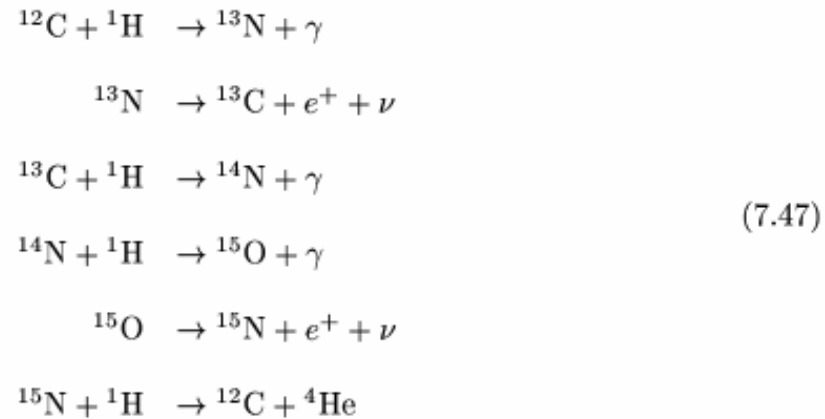 ¹²C + ¹H → ¹³N + γ
¹³N → ¹³C + e⁺ + ν
¹³C + ¹H → ¹⁴N + γ
(7.47)
¹⁴N + ¹H → ¹⁵O + γ
¹⁵O → ¹⁵N + e⁺ + ν
¹⁵N + ¹H → ¹²C + ⁴He